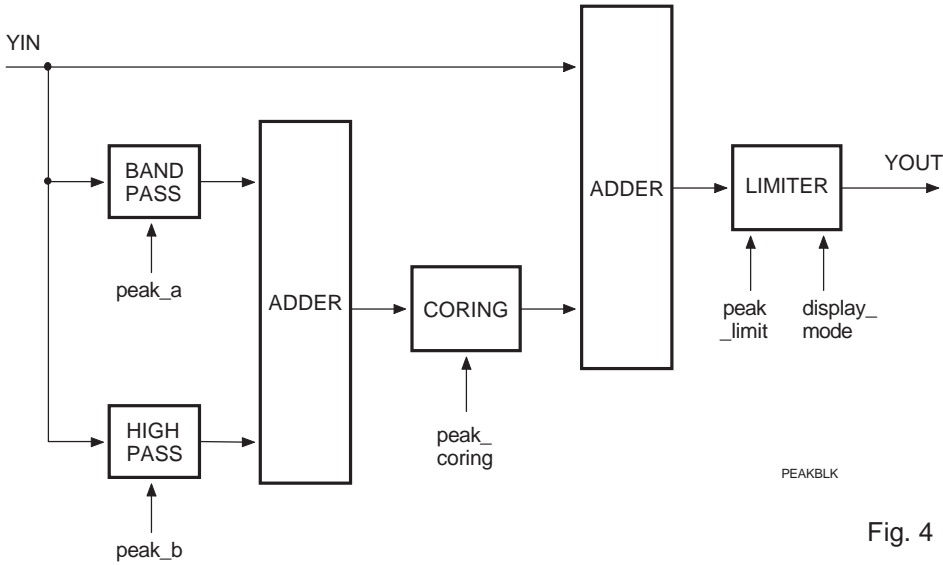 YIN
BAND
PASS
peak_a
ADDER
HIGH
PASS
peak_b
CORING
peak_
coring
ADDER
LIMITER
peak
_limit
display_
mode
YOUT
PEAKBLK
Fig. 4